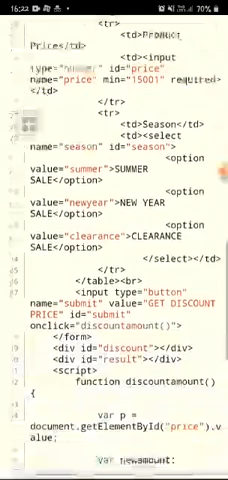 16:22
70%
<tr>
<td>Product
Prices/td>
<td><input
type="number" id="price"
name="price" min="15001" required>
</td>
</tr>
<tr>
<td>Season</td>
<td><select
name="season" id="season">
<option
value="summer">SUMMER
SALE</option>
<option
value="newyear">NEW YEAR
SALE</option>
<option
value="clearance">CLEARANCE
SALE</option>
</select></td>
</tr>
</table><br>
<input type="button"
name="submit" value="GET DISCOUNT
PRICE" id="submit"
onclick="discountamount()">
</form>
<div id="discount"></div>
<div id="result"></div>
<script>
function discountamount()
{
var p =
document.getElementById("price").v
alue;
var newamount;